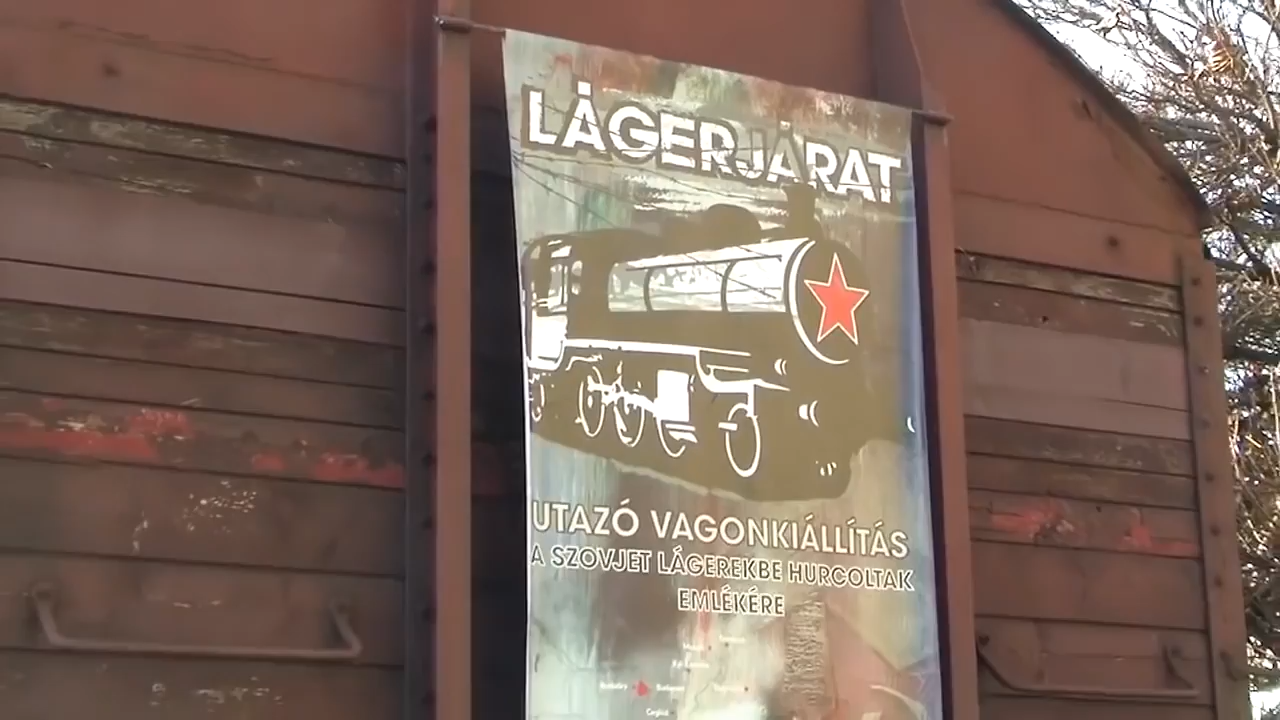 LÁGERJÁRAT
UTAZÓ VAGONKIÁLLÍTÁS
A SZOVJET LÁGEREKBE HURCOLTAK
EMLÉKÉRE